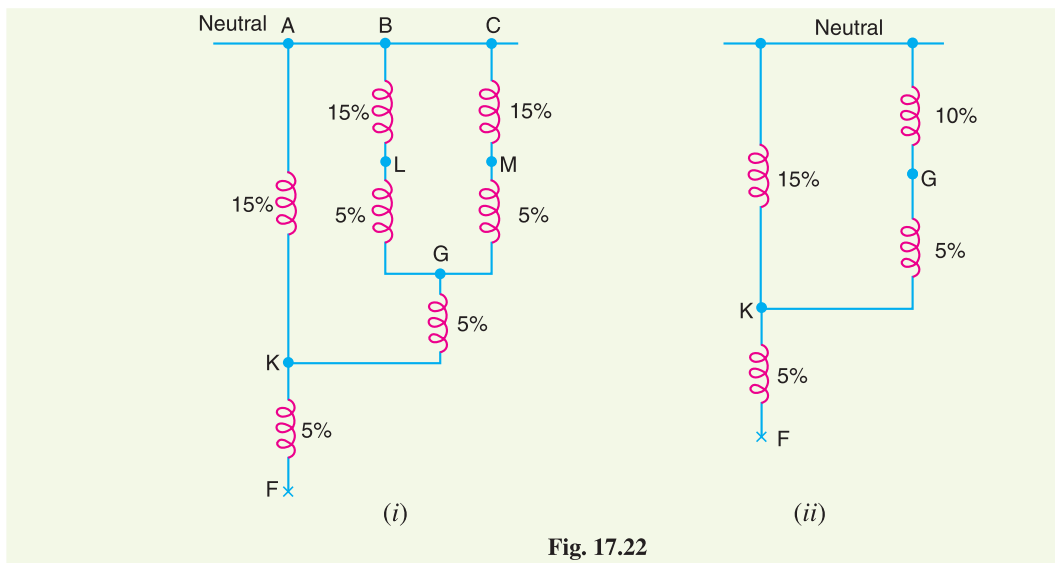 Neutral A B C
15% 15%
L M
15% 5% 5%
G
5%
K
5%
F
(i)
Neutral
10%
15% G
5%
K
5%
F
(ii)
Fig. 17.22